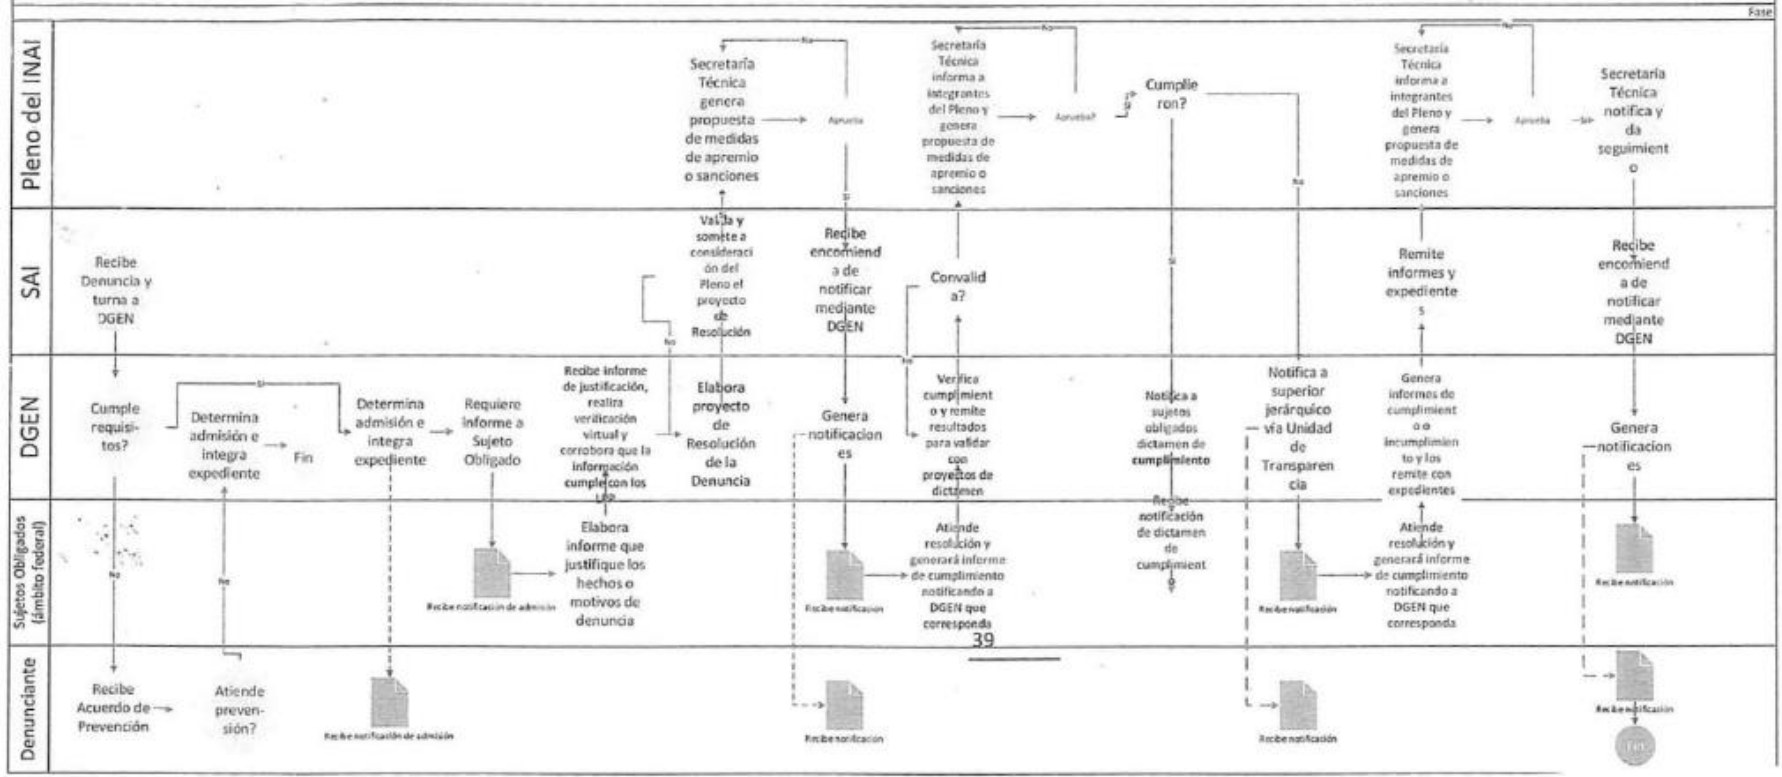 Fase
Pleno del INAI
Secretaría
Técnica
genera
propuesta
de medidas
de apremio
o sanciones
No
Aprueba
Si
Secretaría
Técnica
informa a
integrantes
del Pleno y
genera
propuesta de
medidas de
apremio o
sanciones
No
Aprueba?
Cumplie
ron?
No
Secretaría
Técnica
informa a
integrantes
del Pleno y
genera
propuesta de
medidas de
apremio o
sanciones
No
Aprueba
Secretaría
Técnica
notifica y
da
seguimient
o
SAI
Recibe
Denuncia y
turna a
DGEN
Valida y
somete a
consideraci
ón del
Pleno el
proyecto
de
Resolución
No
Recibe
encomiend
a de
notificar
mediante
DGEN
Convalid
a?
No
Si
Remite
informes y
expediente
s
Recibe
encomiend
a de
notificar
mediante
DGEN
DGEN
Cumple
requisi-
tos?
Si
Determina
admisión e
integra
expediente
Fin
Determina
admisión e
integra
expediente
Requiere
informe a
Sujeto
Obligado
Recibe informe
de justificación,
realiza
verificación
virtual y
corrobora que la
información
cumple con los
Elabora
proyecto
de
Resolución
de la
Denuncia
Genera
notificacion
es
Verifica
cumplimient
o y remite
resultados
para validar
con
proyectos de
dictamen
Notifica a
sujetos
obligados
dictamen de
cumplimiento
Notifica a
superior
jerárquico
vía Unidad
de
Transparen
cia
Genera
informes de
cumplimient
o o
incumplimien
to y los
remite con
expedientes
Genera
notificacion
es
Sujetos Obligados
(ámbito federal)
No
No
Recibe notificación de admisión
Elabora
informe que
justifique los
hechos o
motivos de
denuncia
Recibe notificación
Atiende
resolución y
generará informe
de cumplimiento
notificando a
DGEN que
corresponda
Recibe
notificación
de dictamen
de
cumplimient
o
Recibe notificación
Atiende
resolución y
generará informe
de cumplimiento
notificando a
DGEN que
corresponda
Recibe notificación
39
Denunciante
Recibe
Acuerdo de
Prevención
Atiende
preven-
sión?
Recibe notificación de admisión
Recibe notificación
Recibe notificación
Recibe notificación
Fin